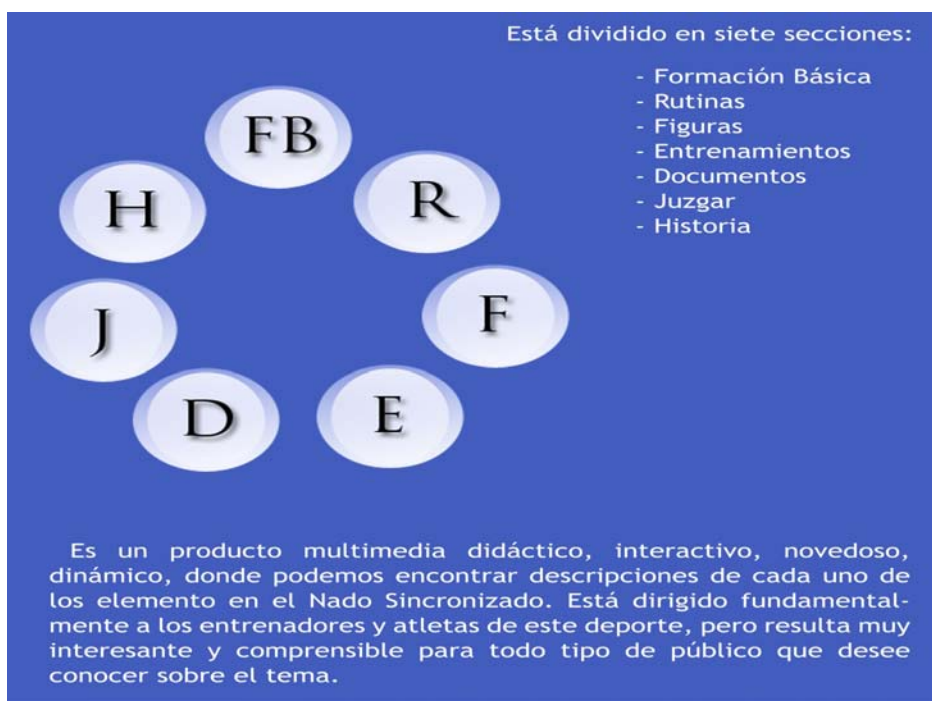 Está dividido en siete secciones:
- Formación Básica
- Rutinas
- Figuras
- Entrenamientos
- Documentos
- Juzgar
- Historia
FB
R
H
F
J
E
D
Es un producto multimedia didáctico, interactivo, novedoso,
dinámico, donde podemos encontrar descripciones de cada uno de
los elemento en el Nado Sincronizado. Está dirigido fundamental-
mente a los entrenadores y atletas de este deporte, pero resulta muy
interesante y comprensible para todo tipo de público que desee
conocer sobre el tema.